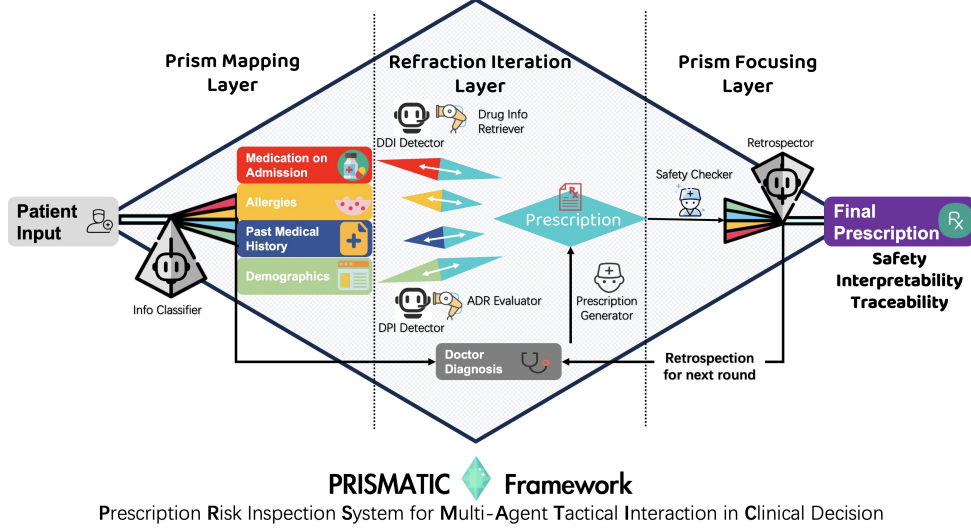 Prism Mapping
Layer
Refraction Iteration
Layer
Prism Focusing
Layer
DDI Detector
Drug Info
Retriever
Retrospector
Medication on
Admission
Allergies
Past Medical
History
Demographics
Patient
Input
Info Classifier
Rx
Prescription
Safety Checker
Final
Prescription
Rx
Safety
Interpretability
Traceability
DPI Detector
ADR Evaluator
Prescription
Generator
Doctor
Diagnosis
Retrospection
for next round
PRISMATIC Framework
Prescription Risk Inspection System for Multi-Agent Tactical Interaction in Clinical Decision